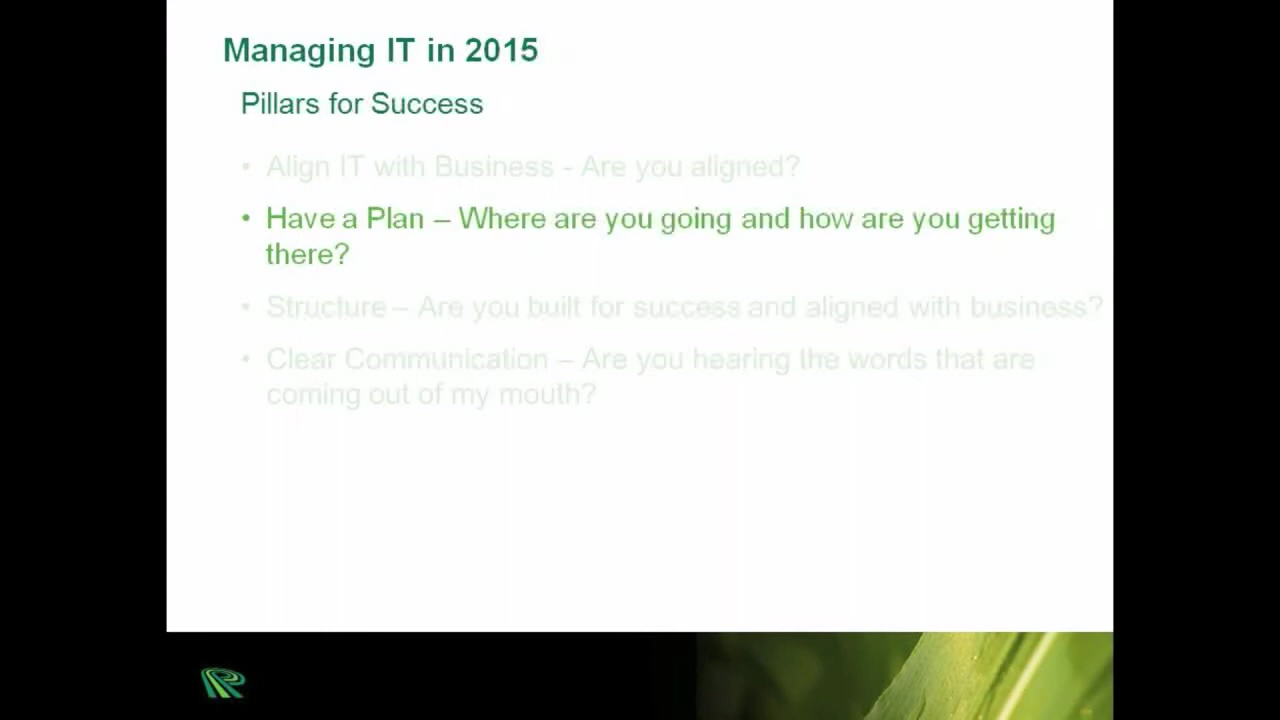 Managing IT in 2015
Pillars for Success
• Align IT with Business - Are you aligned?
• Have a Plan – Where are you going and how are you getting
there?
• Structure – Are you built for success and aligned with business?
• Clear Communication – Are you hearing the words that are
coming out of my mouth?